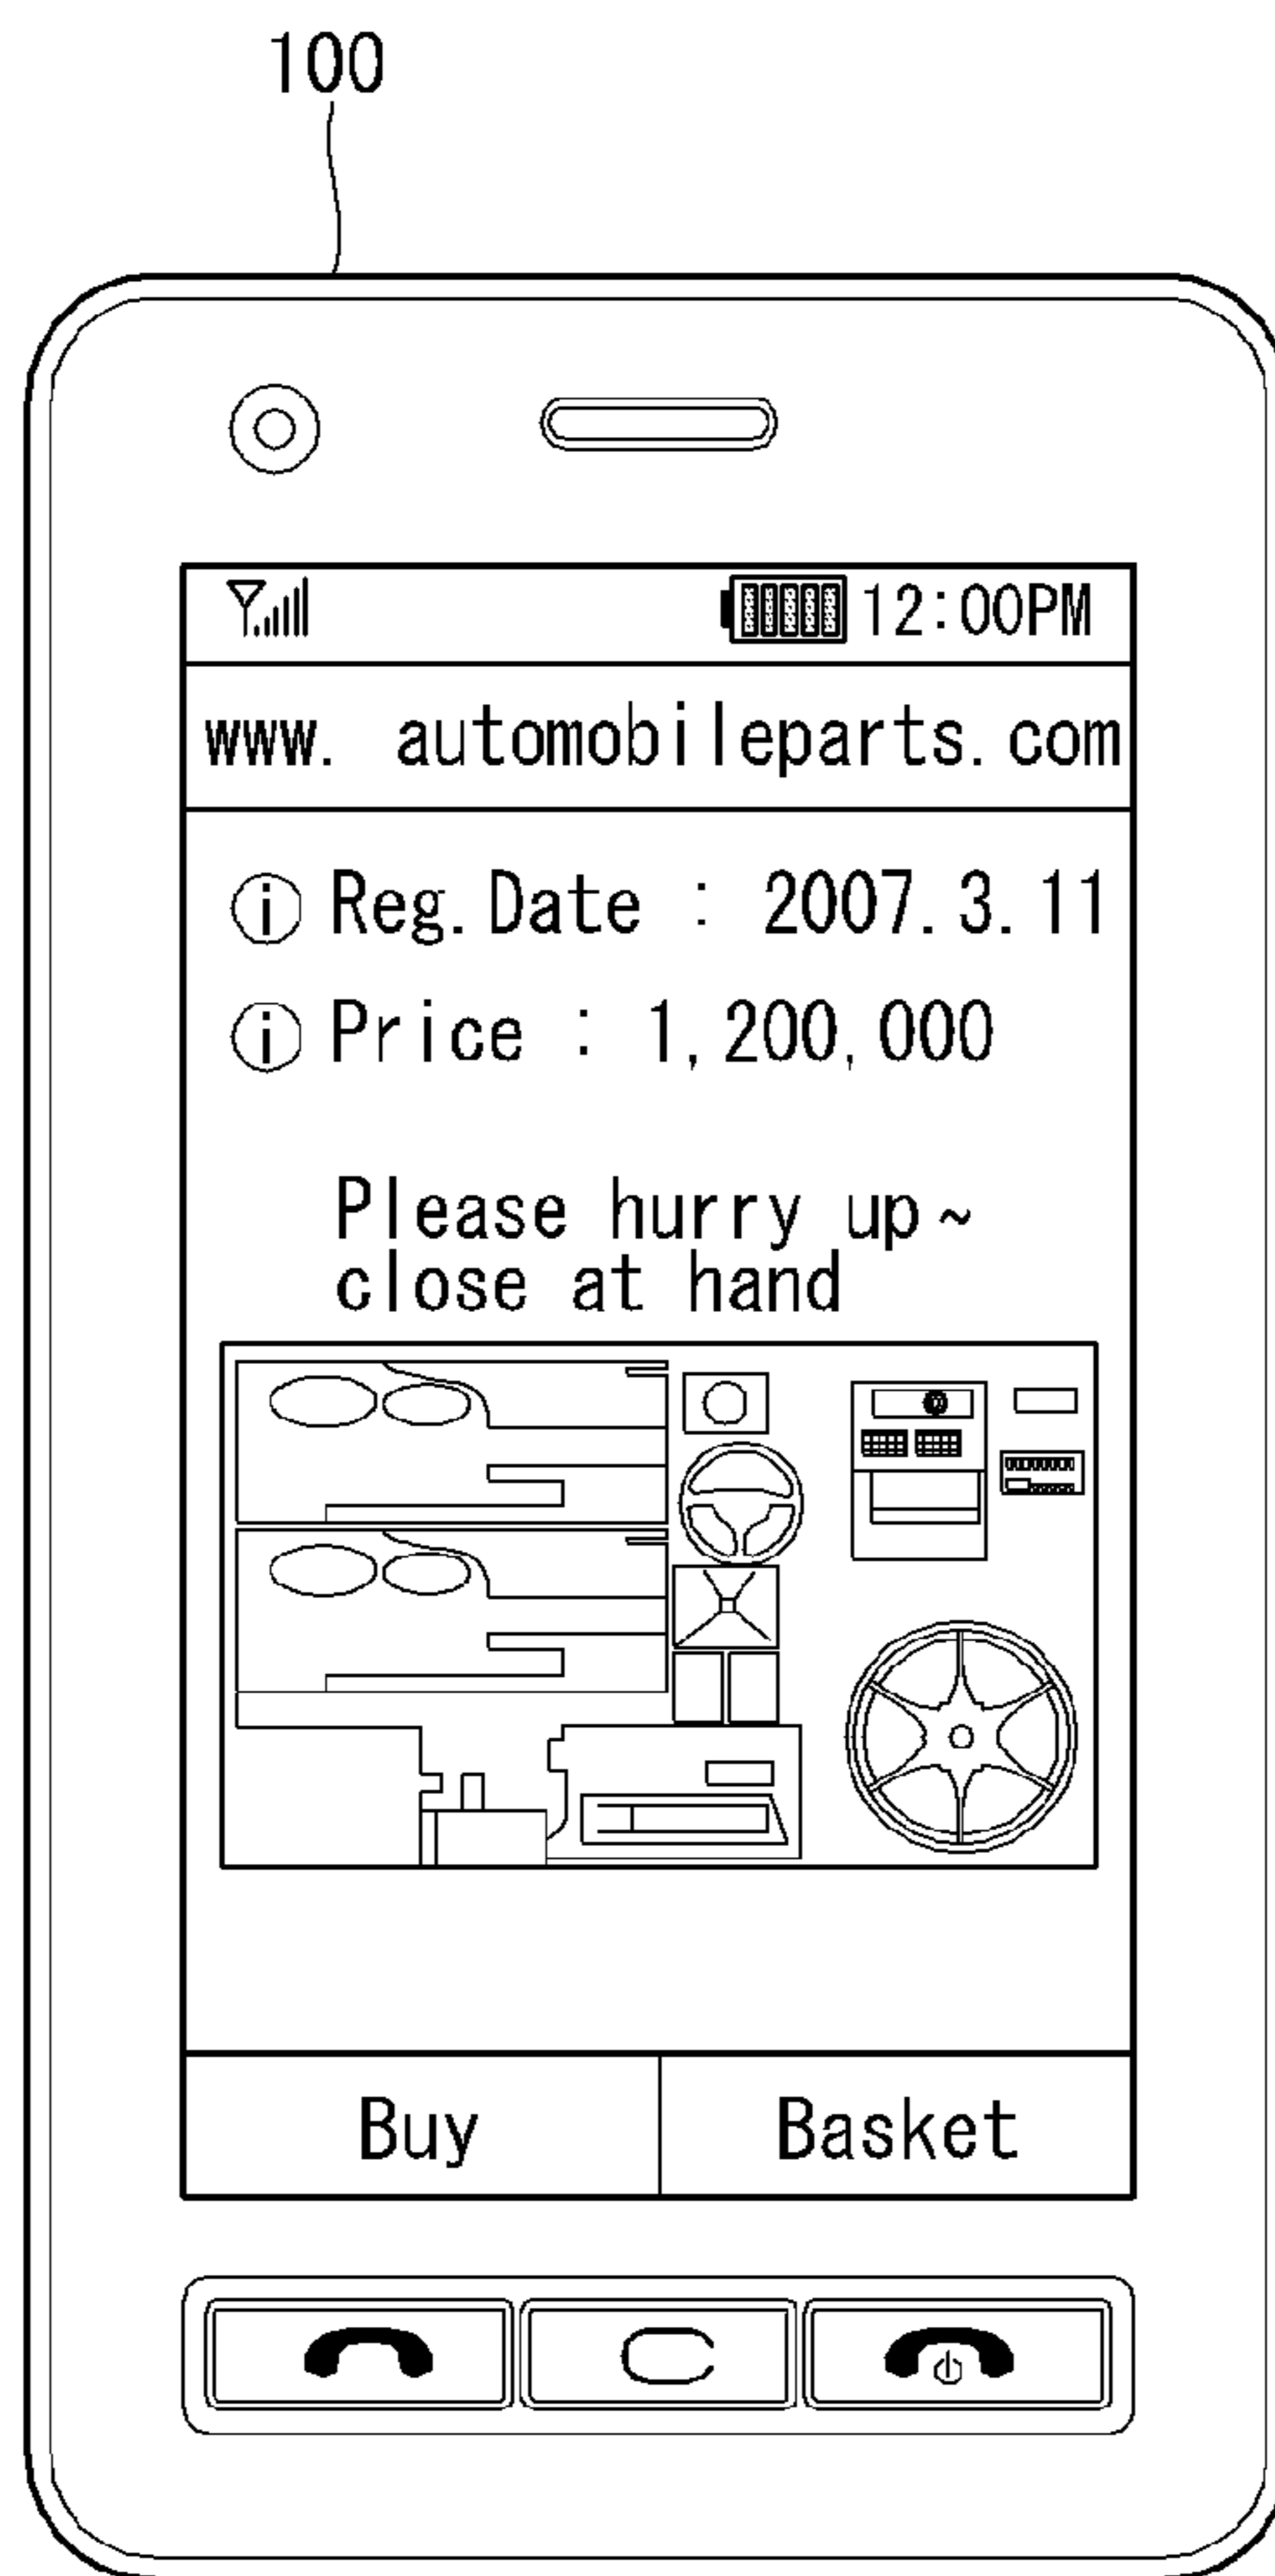 100
12:00PM
www. automobileparts.com
i Reg.Date : 2007.3.11
i Price : 1,200,000
Please hurry up~
close at hand
Buy Basket
C